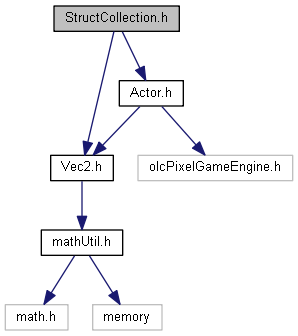 StructCollection.h
Actor.h
Vec2.h
olcPixelGameEngine.h
mathUtil.h
math.h
memory